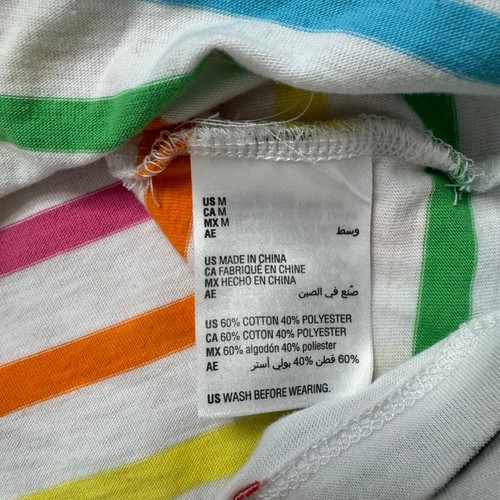 US M
CA M
MX M
AE وسط
US MADE IN CHINA
CA FABRIQUÉ EN CHINE
MX HECHO EN CHINA
AE صّنع في الصين
US 60% COTTON 40% POLYESTER
CA 60% COTON 40% POLYESTER
MX 60% algodón 40% poliester
AE 60% قطن 40% بولي أستر
US WASH BEFORE WEARING.